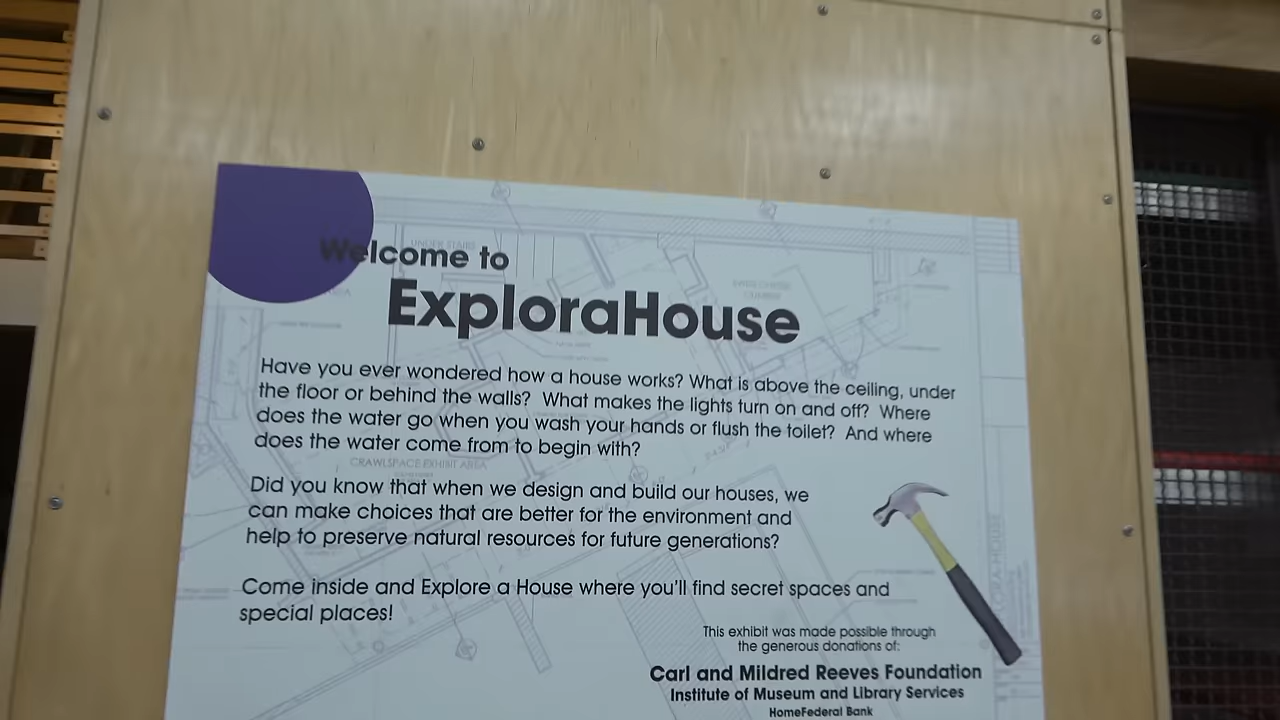 Welcome to
ExploraHouse
Have you ever wondered how a house works? What is above the ceiling, under
the floor or behind the walls? What makes the lights turn on and off? Where
does the water go when you wash your hands or flush the toilet? And where
does the water come from to begin with?
CRAWLSPACE EXHIBIT AREA
Did you know that when we design and build our houses, we
can make choices that are better for the environment and
help to preserve natural resources for future generations?
Come inside and Explore a House where you'll find secret spaces and
special places!
This exhibit was made possible through
the generous donations of:
Carl and Mildred Reeves Foundation
Institute of Museum and Library Services
HomeFederal Bank